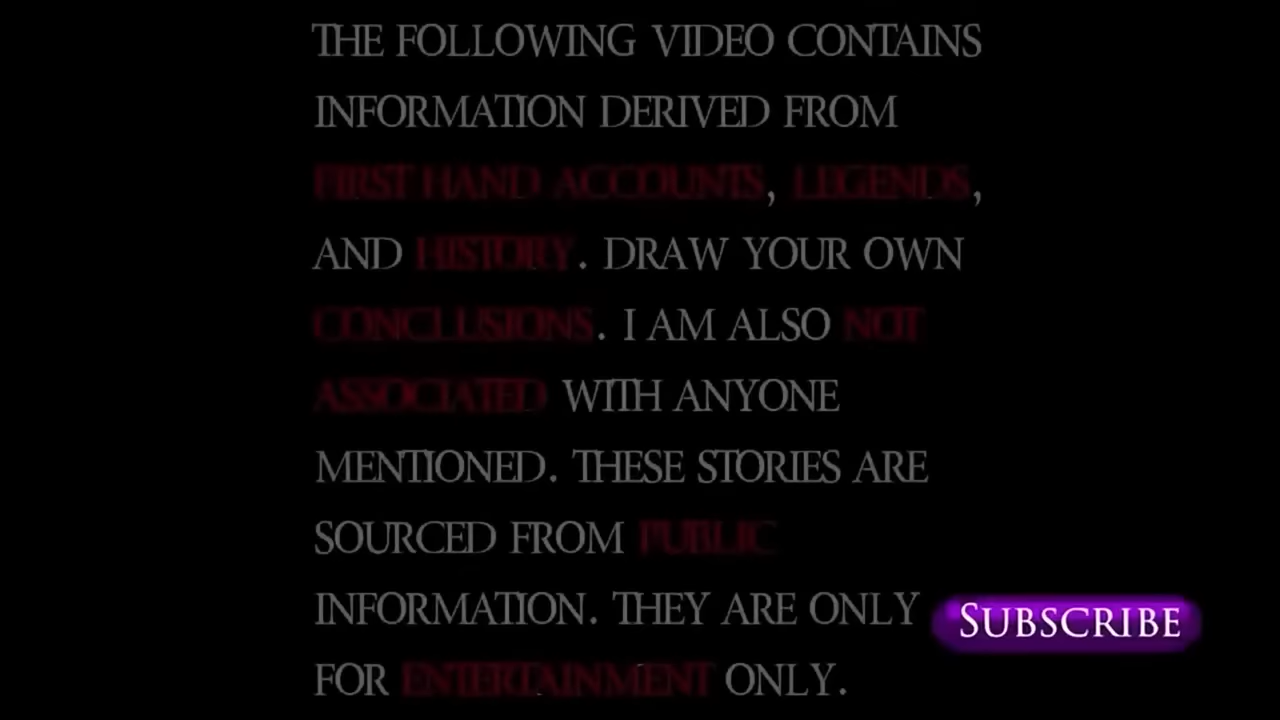 THE FOLLOWING VIDEO CONTAINS
INFORMATION DERIVED FROM
FIRST HAND ACCOUNTS, LEGENDS,
AND HISTORY. DRAW YOUR OWN
CONCLUSIONS. I AM ALSO NOT
ASSOCIATED WITH ANYONE
MENTIONED. THESE STORIES ARE
SOURCED FROM PUBLIC
INFORMATION. THEY ARE ONLY
FOR ENTERTAINMENT ONLY.
SUBSCRIBE